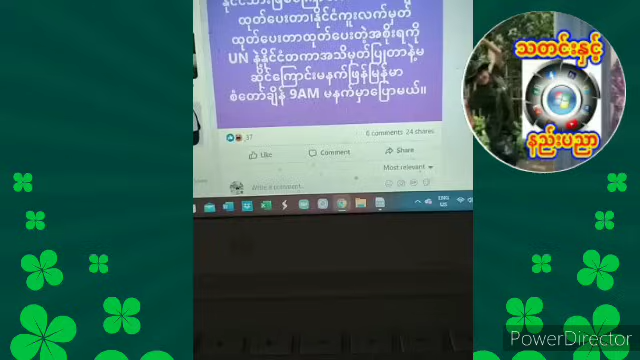 ထုတ်ပေးတာ၊နိုင်ငံကူးလက်မှတ်
ထုတ်ပေးတာထုတ်ပေးတဲ့အစိုးရကို
UN နဲ့နိုင်ငံတကာအသိမှတ်ပြုတာနဲ့မ
ဆိုင်ကြောင်းမနက်ဖြန်မြန်မာ
စံတော်ချိန် 9AM မနက်မှာပြောမယ်။
37
6 comments 24 shares
Like
Comment
Share
Most relevant
Write a comment
ENG
US
သတင်းနှင့်
နည်းပညာ
PowerDirector